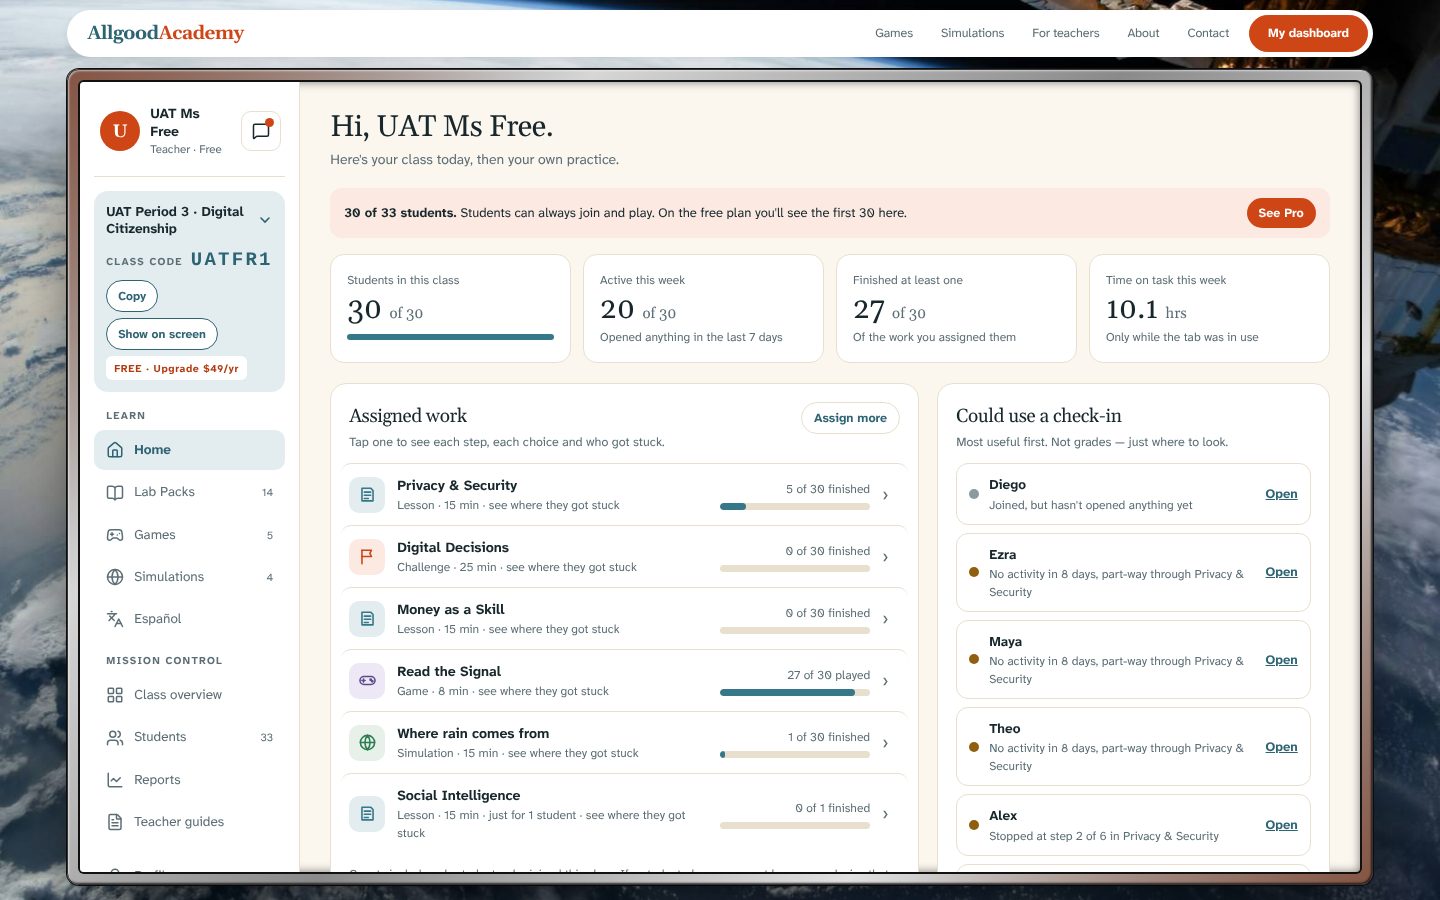 AllgoodAcademy
Games
Simulations
For teachers
About
Contact
My dashboard
U
UAT Ms
Free
Teacher · Free
UAT Period 3 · Digital
Citizenship
CLASS CODE UATFR1
Copy
Show on screen
FREE · Upgrade $49/yr
LEARN
Home
Lab Packs 14
Games 5
Simulations 4
Español
MISSION CONTROL
Class overview
Students 33
Reports
Teacher guides
Hi, UAT Ms Free.
Here's your class today, then your own practice.
30 of 33 students. Students can always join and play. On the free plan you'll see the first 30 here.
See Pro
Students in this class
30 of 30
Active this week
20 of 30
Opened anything in the last 7 days
Finished at least one
27 of 30
Of the work you assigned them
Time on task this week
10.1 hrs
Only while the tab was in use
Assigned work
Assign more
Tap one to see each step, each choice and who got stuck.
Privacy & Security
Lesson · 15 min · see where they got stuck
5 of 30 finished
Digital Decisions
Challenge · 25 min · see where they got stuck
0 of 30 finished
Money as a Skill
Lesson · 15 min · see where they got stuck
0 of 30 finished
Read the Signal
Game · 8 min · see where they got stuck
27 of 30 played
Where rain comes from
Simulation · 15 min · see where they got stuck
1 of 30 finished
Social Intelligence
Lesson · 15 min · just for 1 student · see where they got
stuck
0 of 1 finished
Could use a check-in
Most useful first. Not grades — just where to look.
Diego
Joined, but hasn't opened anything yet
Open
Ezra
No activity in 8 days, part-way through Privacy &
Security
Open
Maya
No activity in 8 days, part-way through Privacy &
Security
Open
Theo
No activity in 8 days, part-way through Privacy &
Security
Open
Alex
Stopped at step 2 of 6 in Privacy & Security
Open